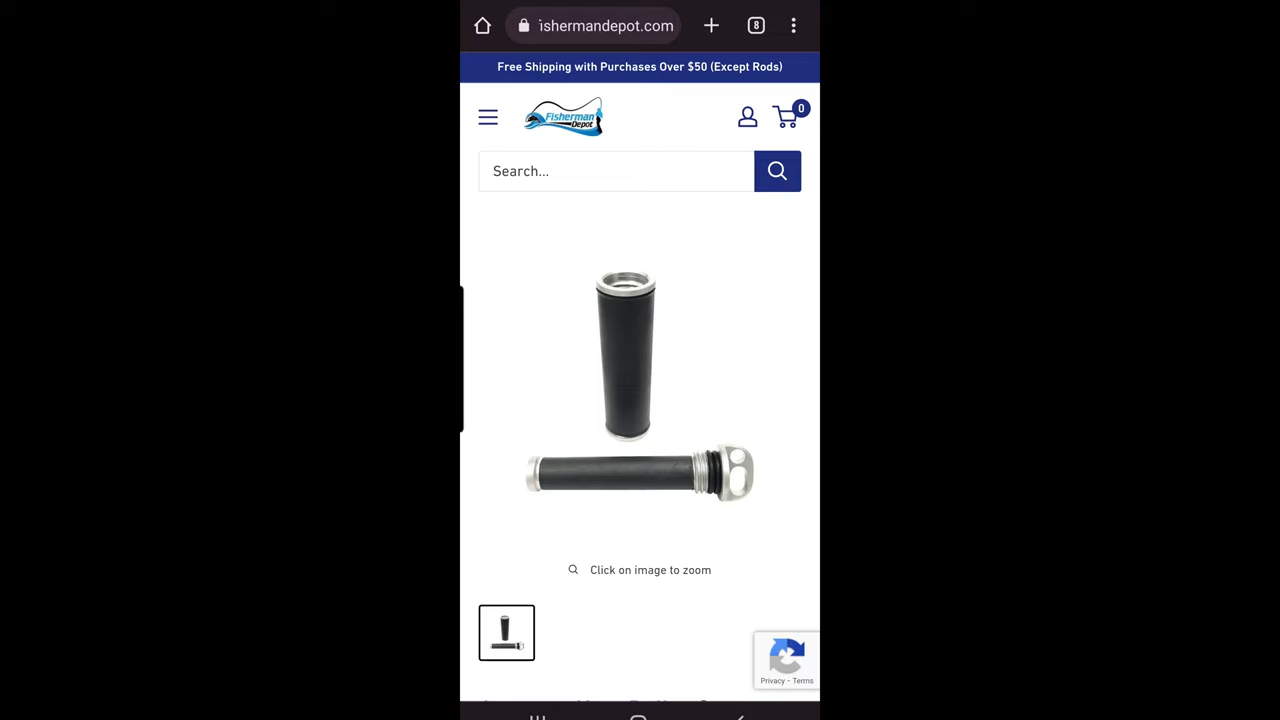 ishermandepot.com
8
Free Shipping with Purchases Over $50 (Except Rods)
Fisherman
Depot
0
Search...
Click on image to zoom
Privacy - Terms